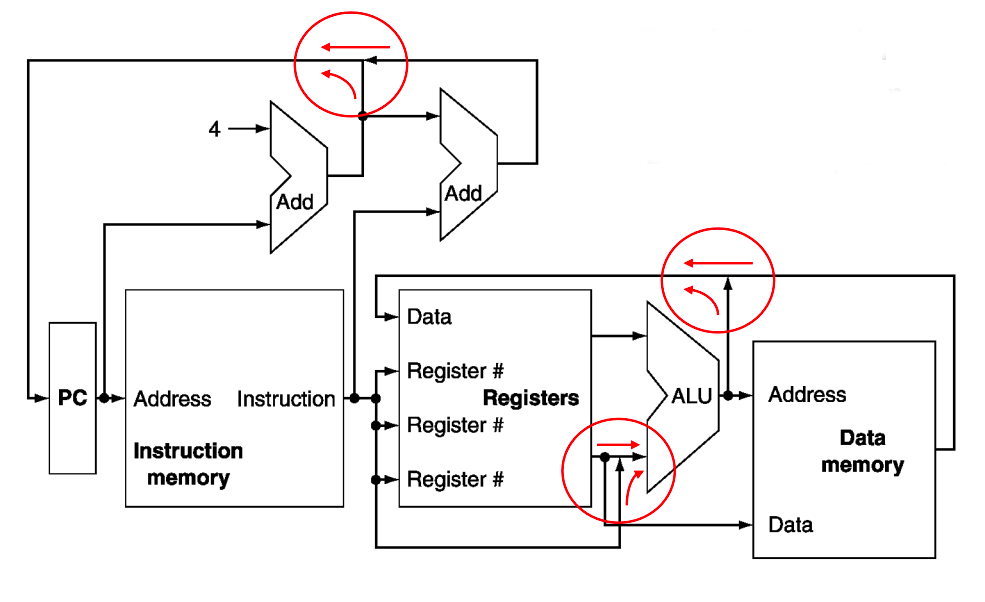 4
Add
Add
PC
Address
Instruction
Instruction
memory
Data
Register #
Registers
Register #
Register #
ALU
Address
Data
memory
Data